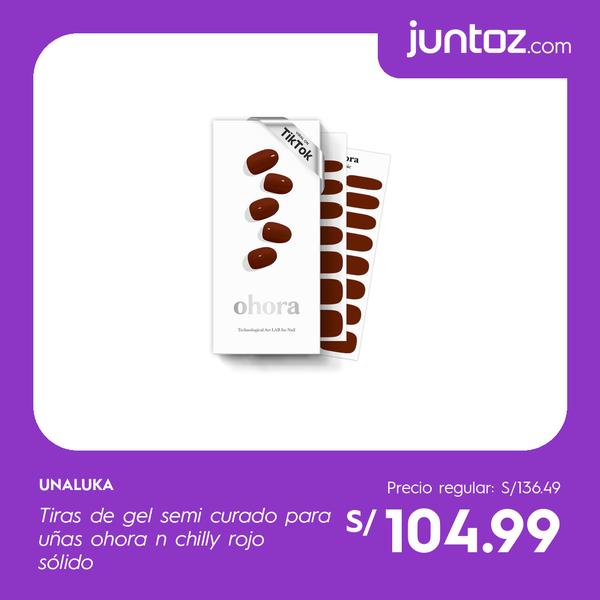 juntoz.com
TikTok
ora
ohora
Technological Art LAB for Nail
UNALUKA
Tiras de gel semi curado para
uñas ohora n chilly rojo
sólido
Precio regular: S/136.49
S/ 104.99